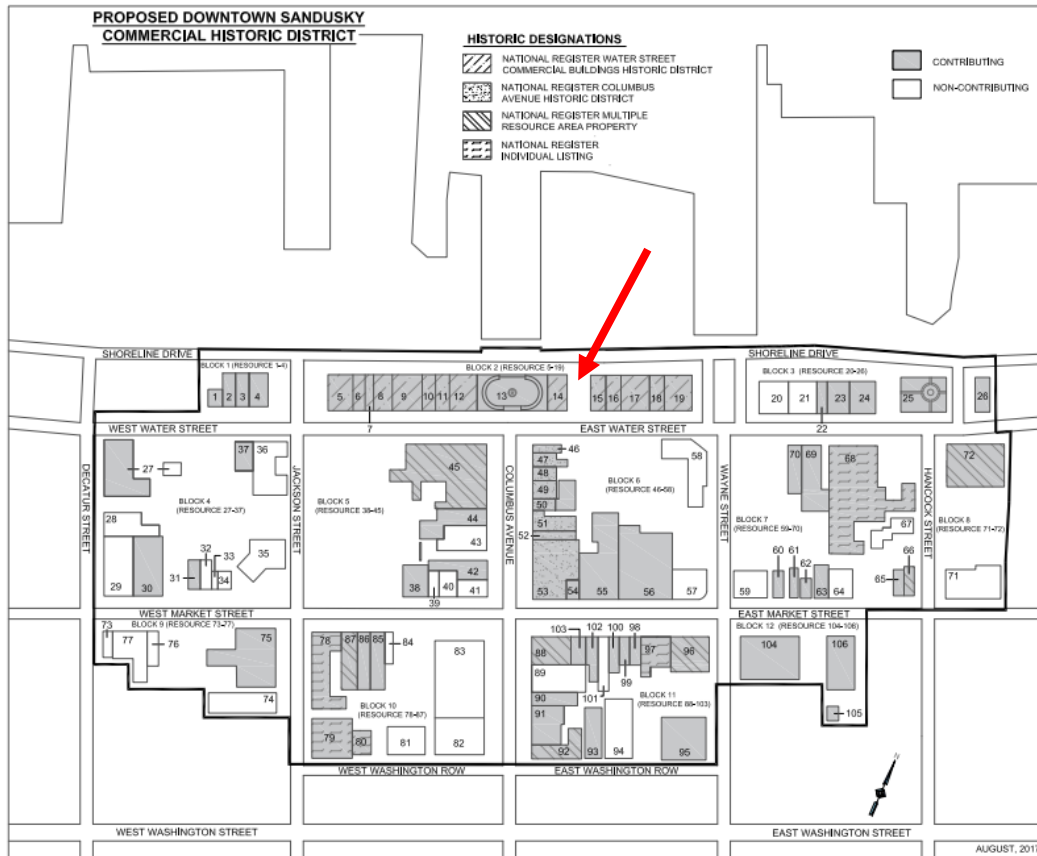 PROPOSED DOWNTOWN SANDUSKY
COMMERCIAL HISTORIC DISTRICT
HISTORIC DESIGNATIONS
NATIONAL REGISTER WATER STREET
COMMERCIAL BUILDINGS HISTORIC DISTRICT
NATIONAL REGISTER COLUMBUS
AVENUE HISTORIC DISTRICT
NATIONAL REGISTER MULTIPLE
RESOURCE AREA PROPERTY
NATIONAL REGISTER
INDIVIDUAL LISTING
CONTRIBUTING
NON-CONTRIBUTING
SHORELINE DRIVE
SHORELINE DRIVE
BLOCK 1 (RESOURCE 1-4)
BLOCK 2 (RESOURCE 5-19)
BLOCK 3 (RESOURCE 20-26)
1 2 3 4
5 6 8 9 10 11 12 13 14 15 16 17 18 19
20 21 23 24 25 26
7
22
WEST WATER STREET
EAST WATER STREET
DECATUR STREET
JACKSON STREET
COLUMBUS AVENUE
WAYNE STREET
HANCOCK STREET
27
37
36
BLOCK 4
(RESOURCE 27-37)
28
29
30
31
32
33
34
35
BLOCK 5
(RESOURCE 38-45)
45
44
43
42
38
39
40
41
46
47
48
49
50
51
52
53
54
55
56
57
58
BLOCK 6
(RESOURCE 46-58)
70
69
68
67
BLOCK 7
(RESOURCE 59-70)
59
60
61
62
63
64
65
66
72
BLOCK 8
(RESOURCE 71-72)
71
WEST MARKET STREET
EAST MARKET STREET
BLOCK 9 (RESOURCE 73-77)
73
77
76
75
74
78
87
86
85
84
83
BLOCK 10
(RESOURCE 78-87)
79
80
81
82
103
102
100
98
88
89
101
99
97
96
90
91
BLOCK 11
(RESOURCE 88-103)
92
93
94
95
BLOCK 12 (RESOURCE 104-106)
104
106
105
WEST WASHINGTON ROW
EAST WASHINGTON ROW
N
WEST WASHINGTON STREET
EAST WASHINGTON STREET
AUGUST, 2017